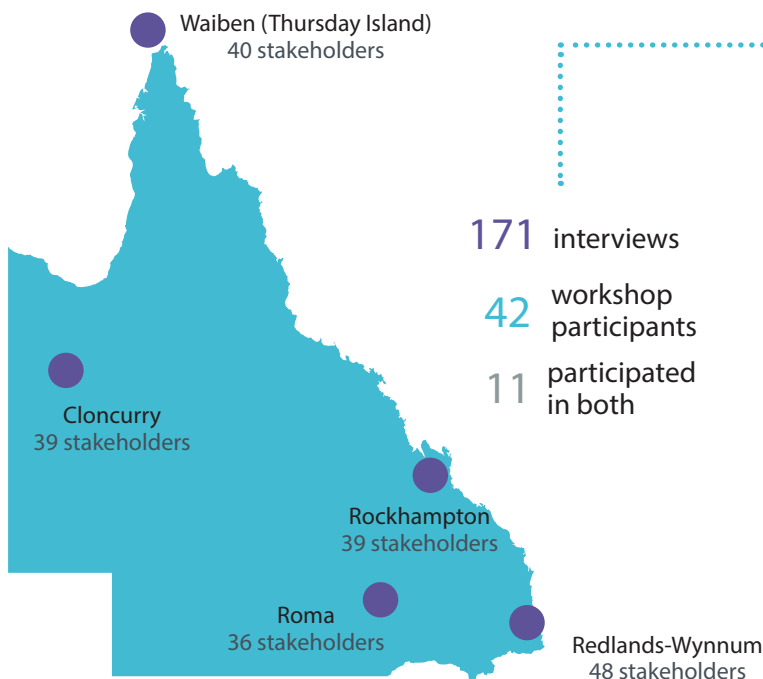 Waiben (Thursday Island)
40 stakeholders
171 interviews
42 workshop
participants
11 participated
in both
Cloncurry
39 stakeholders
Rockhampton
39 stakeholders
Roma
36 stakeholders
Redlands-Wynnum
48 stakeholders